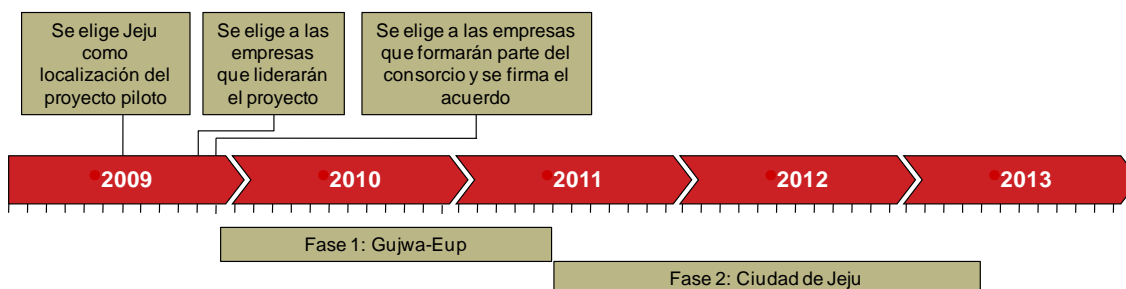 Se elige Jeju
como
localización del
proyecto piloto
Se elige a las
empresas
que liderarán
el proyecto
Se elige a las empresas
que formarán parte del
consorcio y se firma el
acuerdo
2009
2010
2011
2012
2013
Fase 1: Gujwa-Eup
Fase 2: Ciudad de Jeju